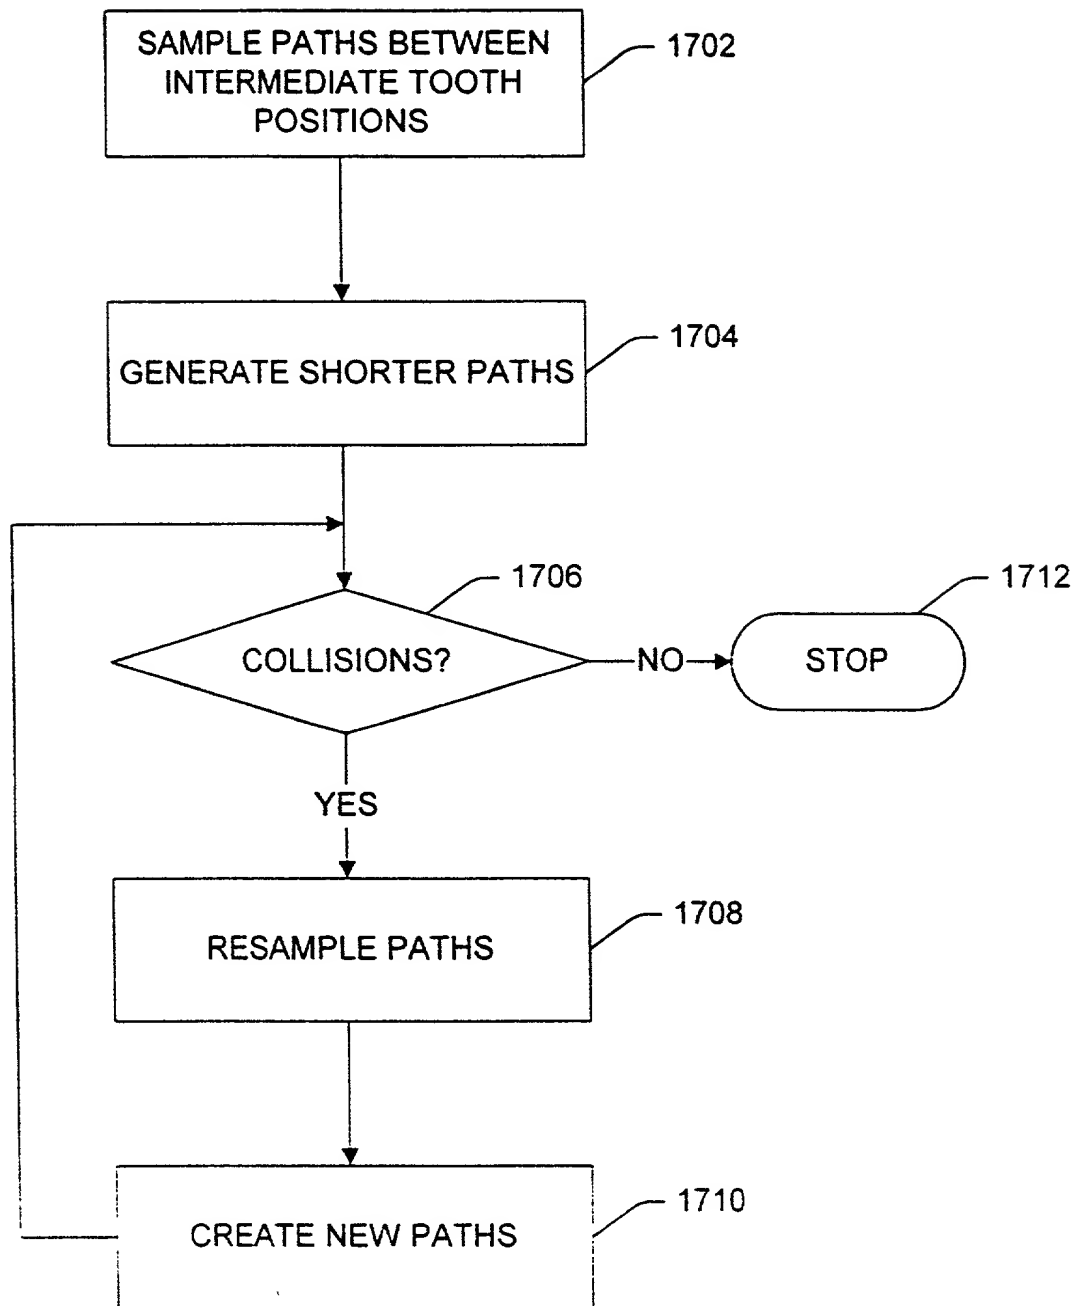 SAMPLE PATHS BETWEEN
INTERMEDIATE TOOTH
POSITIONS
1702
GENERATE SHORTER PATHS
1704
COLLISIONS?
1706
NO
STOP
1712
YES
RESAMPLE PATHS
1708
CREATE NEW PATHS
1710